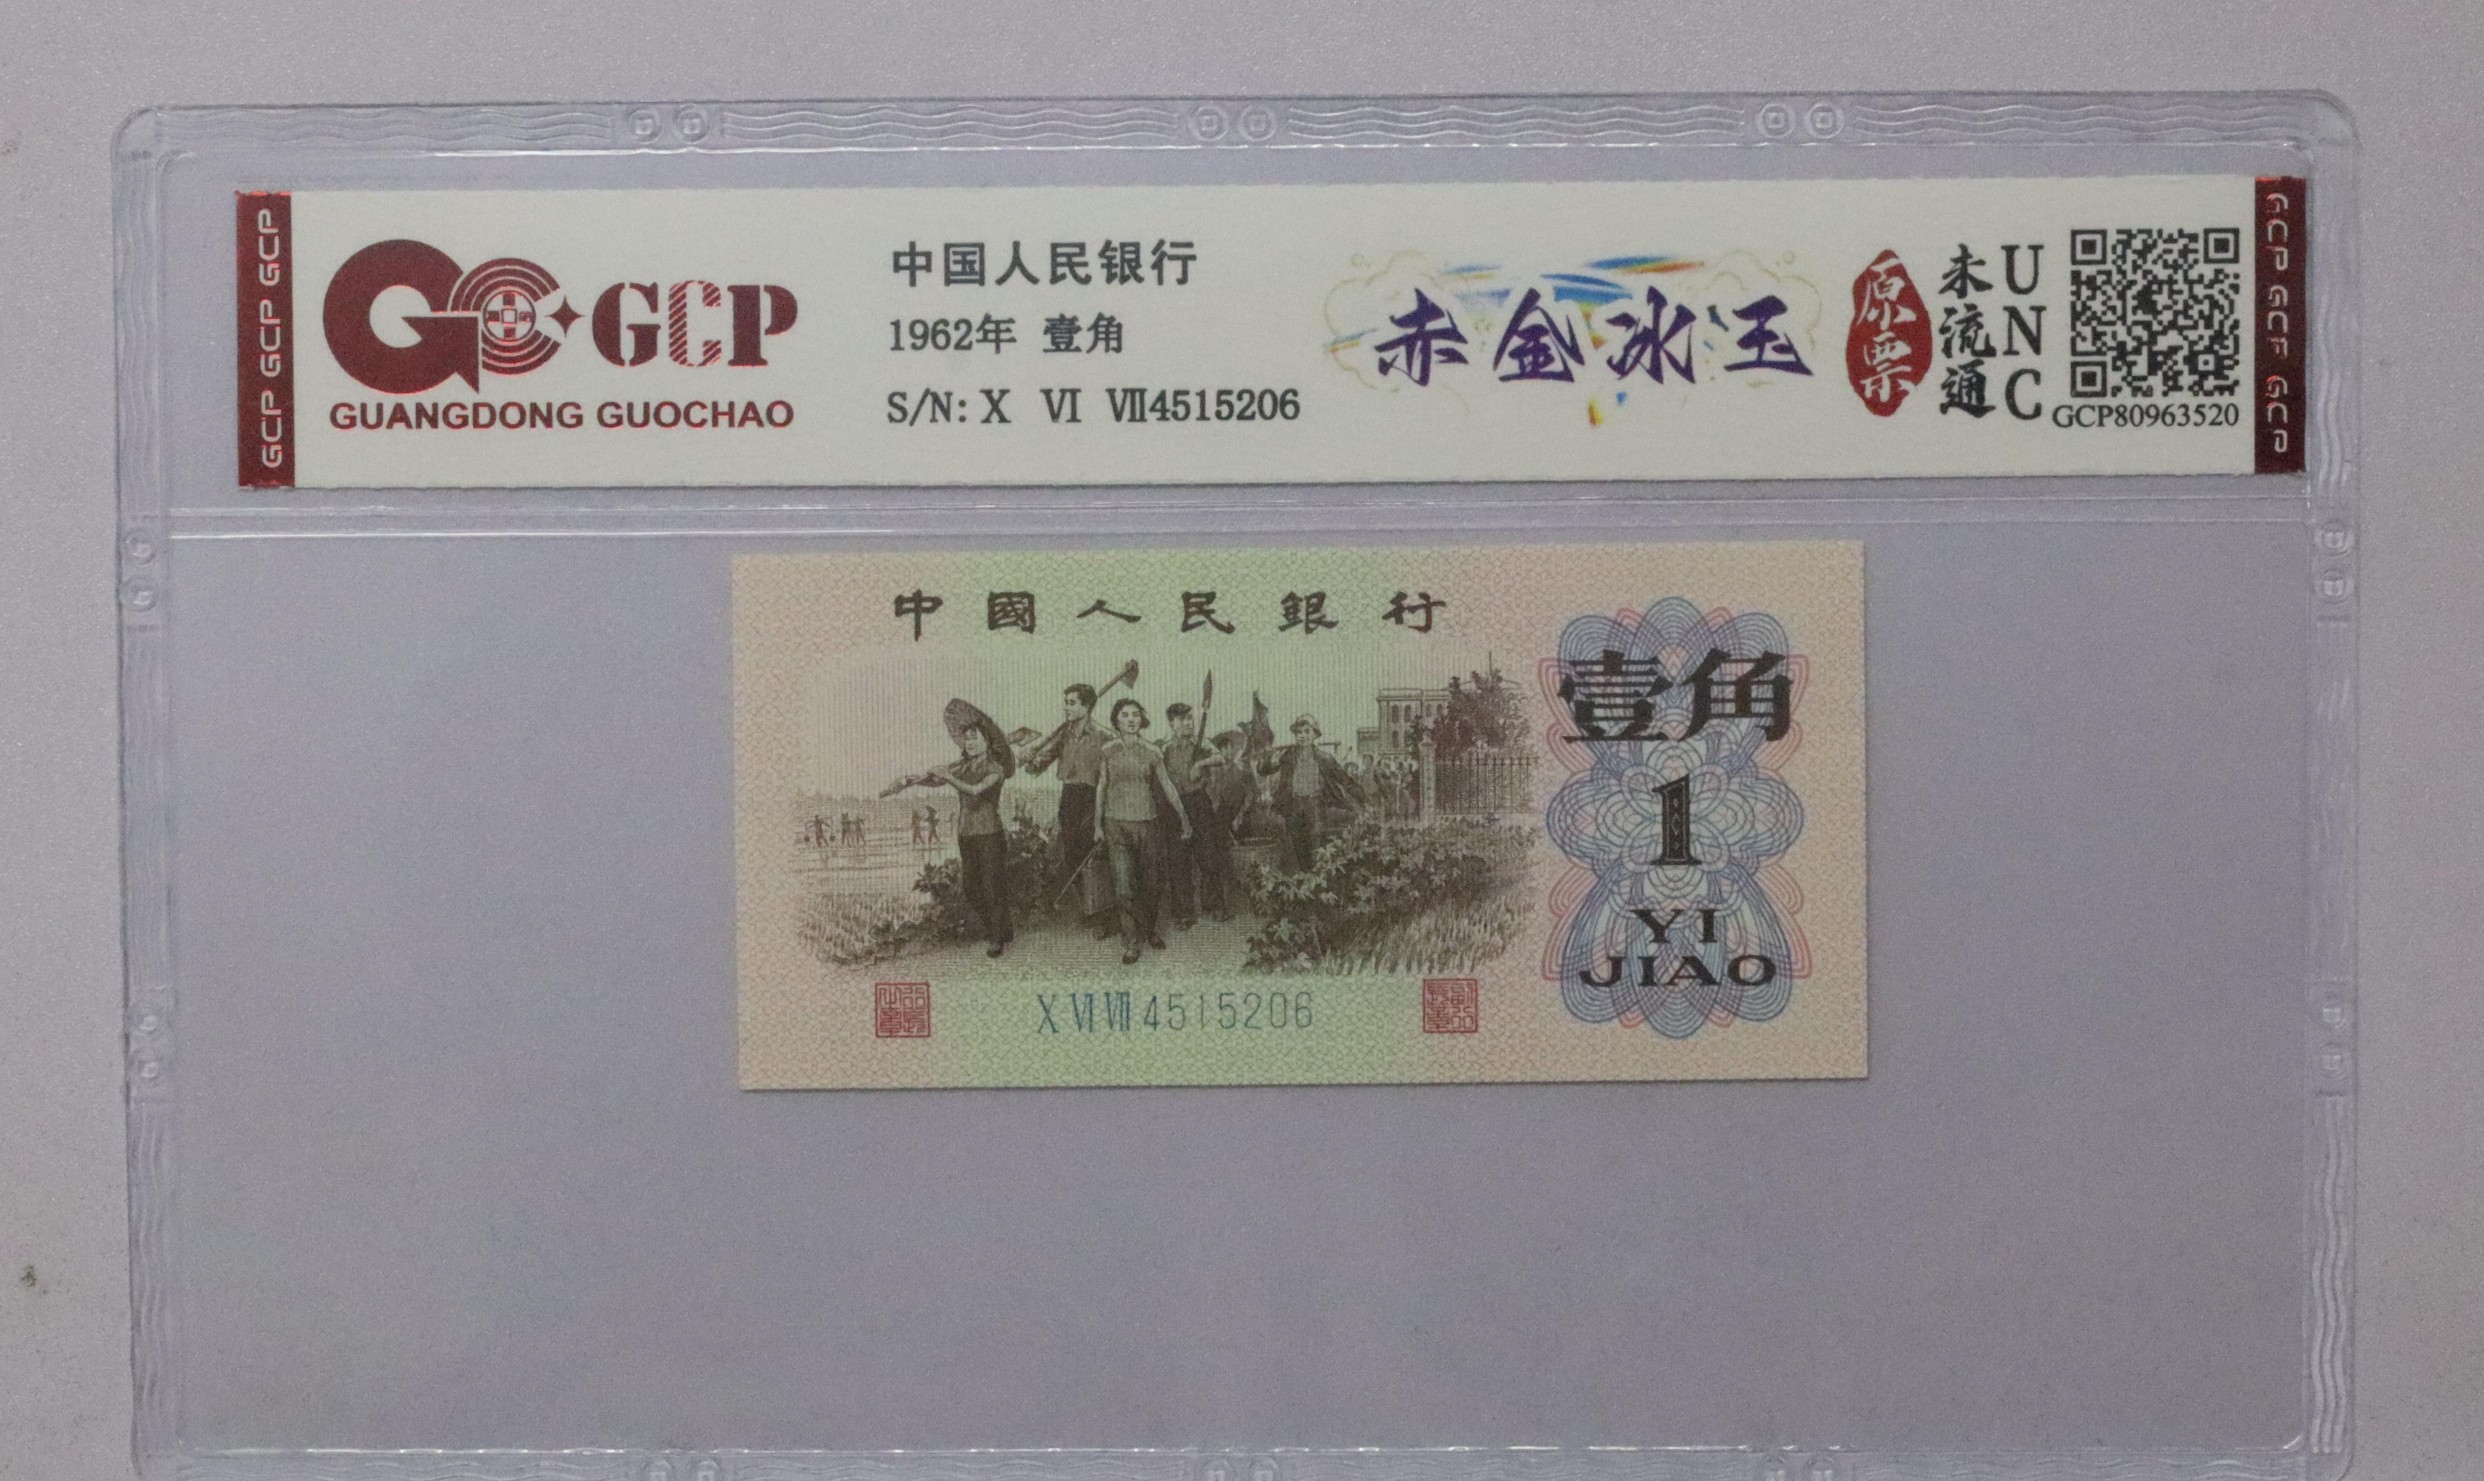 GCP GCP GCP
GCP
GUANGDONG GUOCHAO
中国人民银行
1962年 壹角
S/N: X VI VII4515206
赤金冰玉
原票
未流通
UNC
GCP80963520
GCP GCP GCP
中國人民銀行
壹角
1
YI
JIAO
X VI VII 4515206